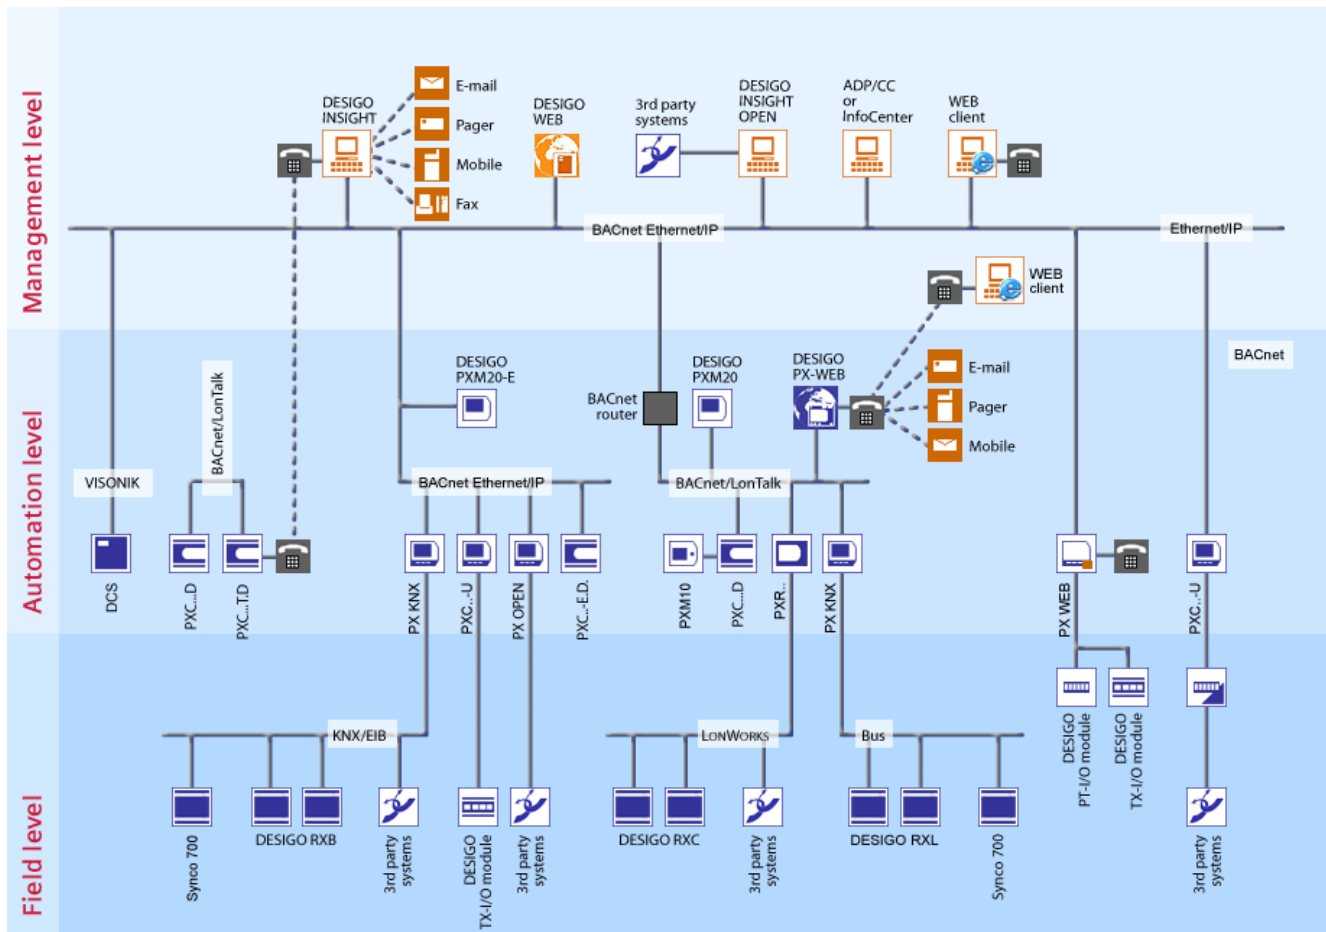 Management level
DESIGO
INSIGHT
E-mail
Pager
Mobile
Fax
DESIGO
WEB
3rd party
systems
DESIGO
INSIGHT
OPEN
ADP/CC
or
InfoCenter
WEB
client
BACnet Ethernet/IP
Ethernet/IP
WEB
client
Automation level
BACnet/LonTalk
DESIGO
PXM20-E
BACnet
router
DESIGO
PXM20
DESIGO
PX-WEB
E-mail
Pager
Mobile
BACnet
VISONIK
BACnet Ethernet/IP
BACnet/LonTalk
DCS
PXC...D
PXC...T.D
PX KNX
PXC..-U
PX OPEN
PXC..-E.D.
PXM10
PXC...D
PXR..
PX KNX
PX WEB
PXC..-U
Field level
KNX/EIB
LONWORKS
Bus
DESIGO
PT-I/O module
DESIGO
TX-I/O module
Synco 700
DESIGO RXB
3rd party
systems
DESIGO
TX-I/O module
3rd party
systems
DESIGO RXC
3rd party
systems
DESIGO RXL
Synco 700
3rd party
systems